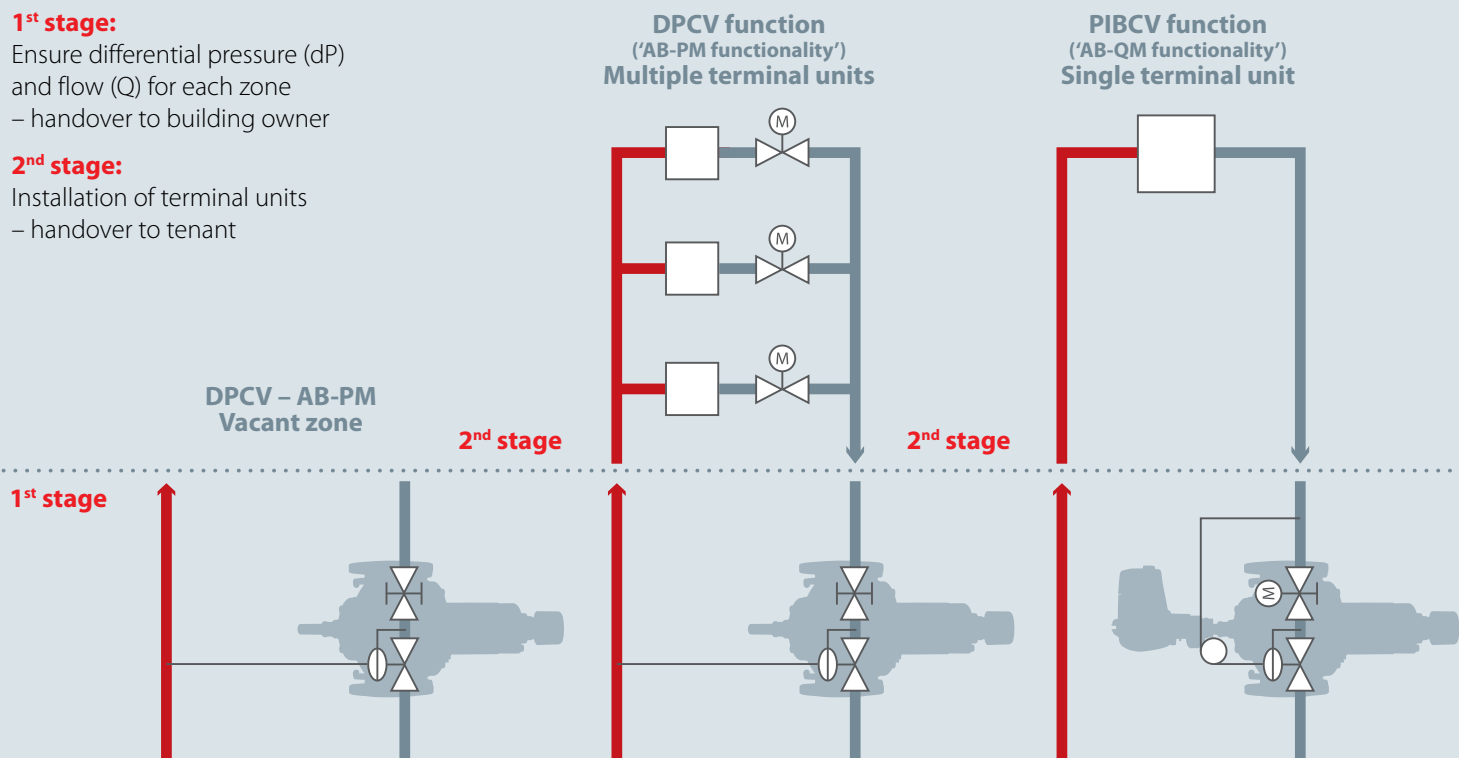 1st stage:
Ensure differential pressure (dP)
and flow (Q) for each zone
– handover to building owner
2nd stage:
Installation of terminal units
– handover to tenant
DPCV function
('AB-PM functionality')
Multiple terminal units
PIBCV function
('AB-QM functionality')
Single terminal unit
M
M
M
DPCV – AB-PM
Vacant zone
2nd stage
2nd stage
1st stage
M